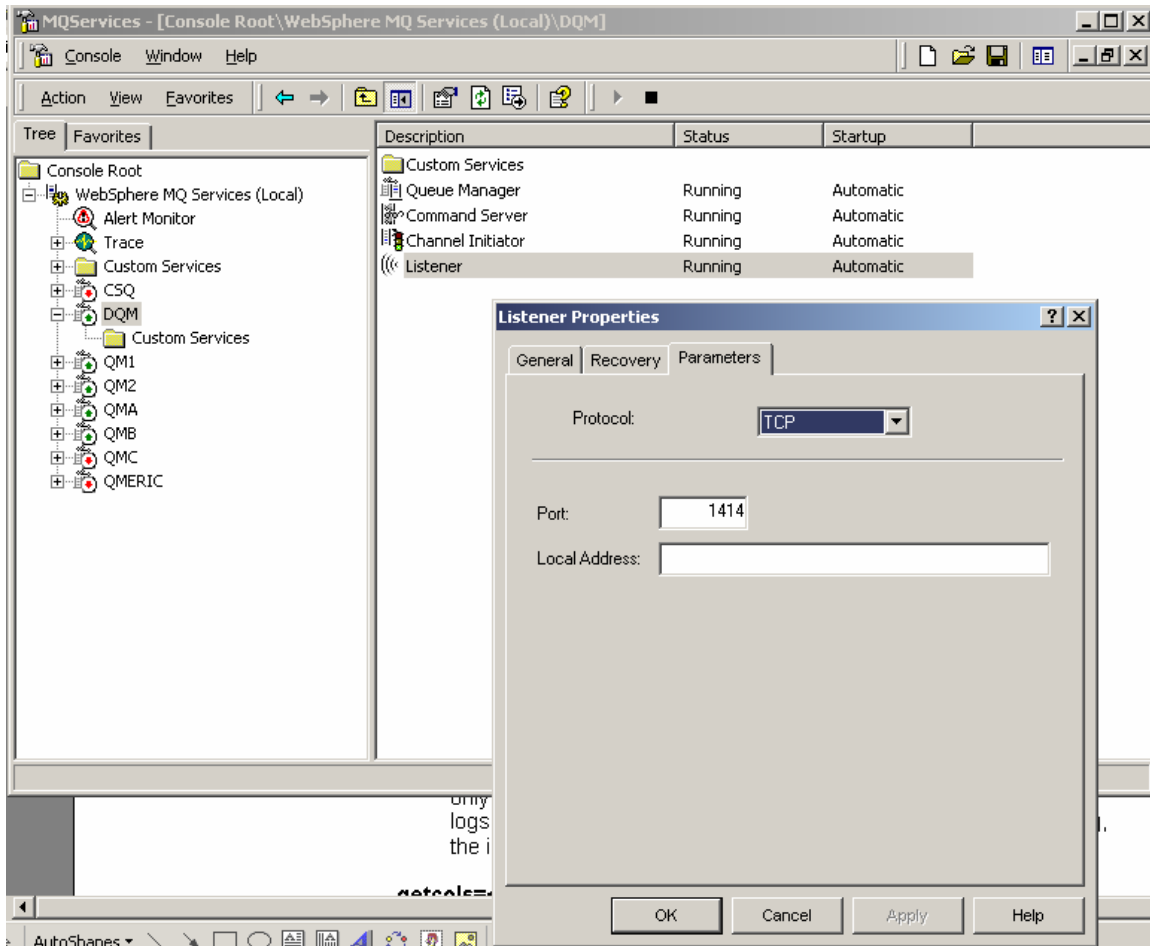 MQServices - [Console Root\WebSphere MQ Services (Local)\DQM]
Console Window Help
Action View Favorites
Tree Favorites
Console Root
WebSphere MQ Services (Local)
Alert Monitor
Trace
Custom Services
CSQ
DQM
Custom Services
QM1
QM2
QMA
QMB
QMC
QMERIC
Description Status Startup
Custom Services
Queue Manager Running Automatic
Command Server Running Automatic
Channel Initiator Running Automatic
Listener Running Automatic
Listener Properties
General Recovery Parameters
Protocol: TCP
Port: 1414
Local Address:
OK Cancel Apply Help
only
logs
the i
AutoShapes